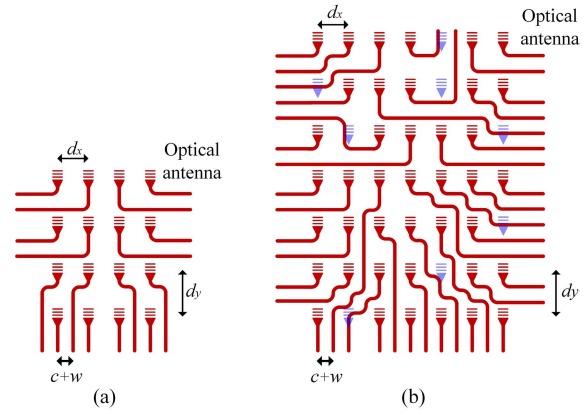 dx
Optical
antenna
dy
c+w
(a)
dx
Optical
antenna
dy
c+w
(b)